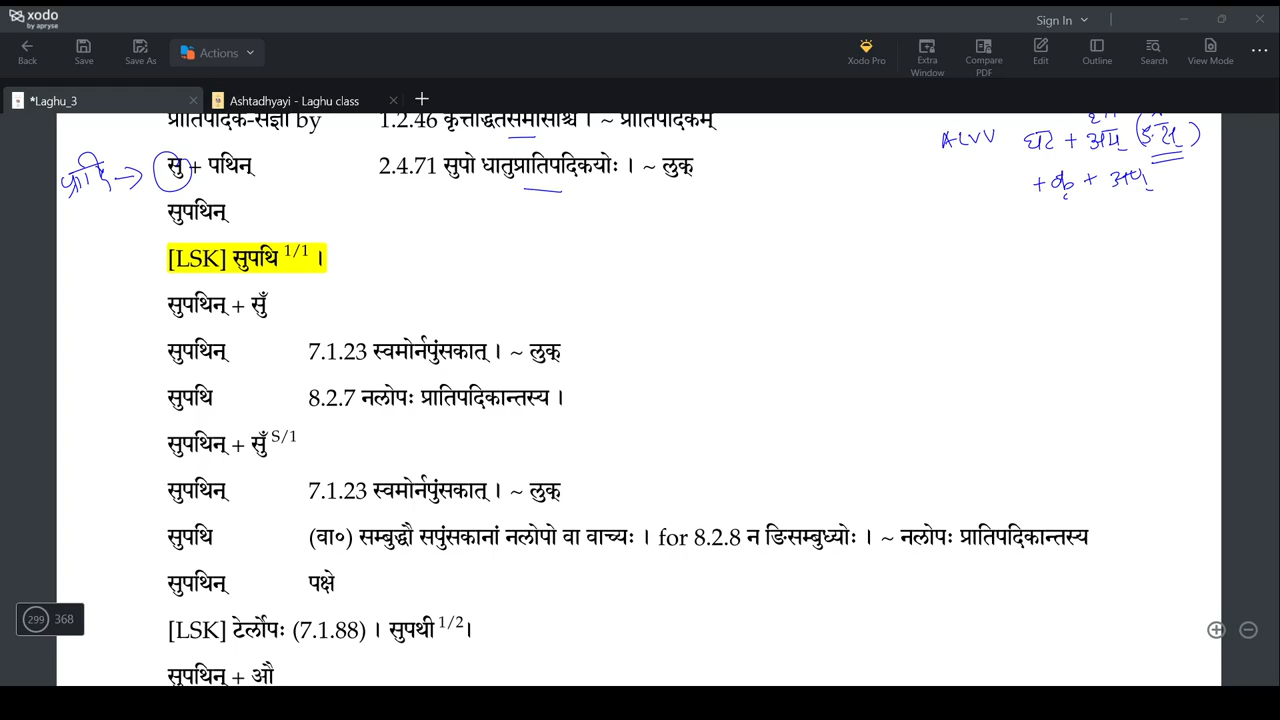 xodo
by apryse
Sign In
Back
Save
Save As
Actions
Xodo Pro
Extra Window
Compare PDF
Edit
Outline
Search
View Mode
*Laghu_3
Ashtadhyayi - Laghu class
प्रातिपदिक-संज्ञा by 1.2.46 कृत्तद्धितसमासाश्च । ~ प्रातिपदिकम्
प्रादि → सु + पथिन् 2.4.71 सुपो धातुप्रातिपदिकयोः । ~ लुक्
ALVV घट + अम् (ङस्)
+ कृ + अण्
सुपथिन्
[LSK] सुपथि 1/1 ।
सुपथिन् + सुँ
सुपथिन् 7.1.23 स्वमोर्नपुंसकात् । ~ लुक्
सुपथि 8.2.7 नलोपः प्रातिपदिकान्तस्य ।
सुपथिन् + सुँ S/1
सुपथिन् 7.1.23 स्वमोर्नपुंसकात् । ~ लुक्
सुपथि (वा०) सम्बुद्धौ सपुंसकानां नलोपो वा वाच्यः । for 8.2.8 न ङिसम्बुध्योः । ~ नलोपः प्रातिपदिकान्तस्य
सुपथिन् पक्षे
299 368
[LSK] टेर्लोपः (7.1.88) । सुपथी 1/2।
सुपथिन् + औ